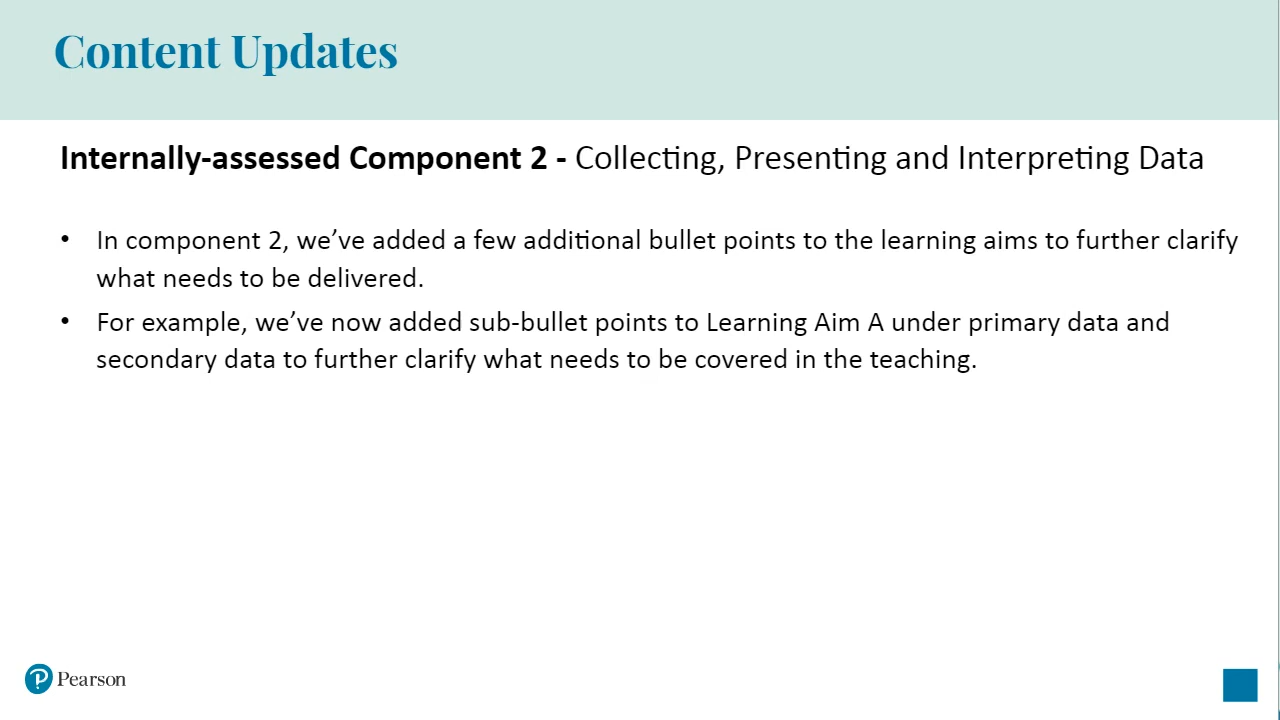 Content Updates
Internally-assessed Component 2 - Collecting, Presenting and Interpreting Data
• In component 2, we’ve added a few additional bullet points to the learning aims to further clarify
what needs to be delivered.
• For example, we’ve now added sub-bullet points to Learning Aim A under primary data and
secondary data to further clarify what needs to be covered in the teaching.
Pearson